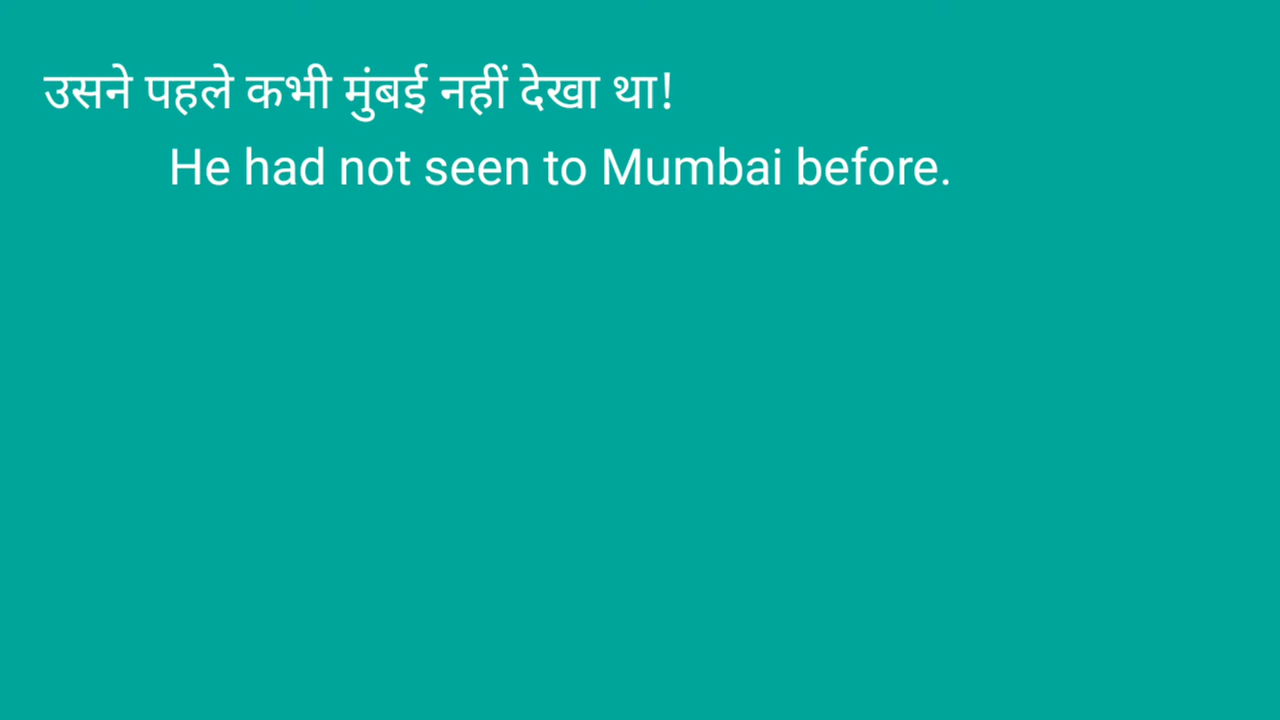 उसने पहले कभी मुंबई नहीं देखा था!
He had not seen to Mumbai before.